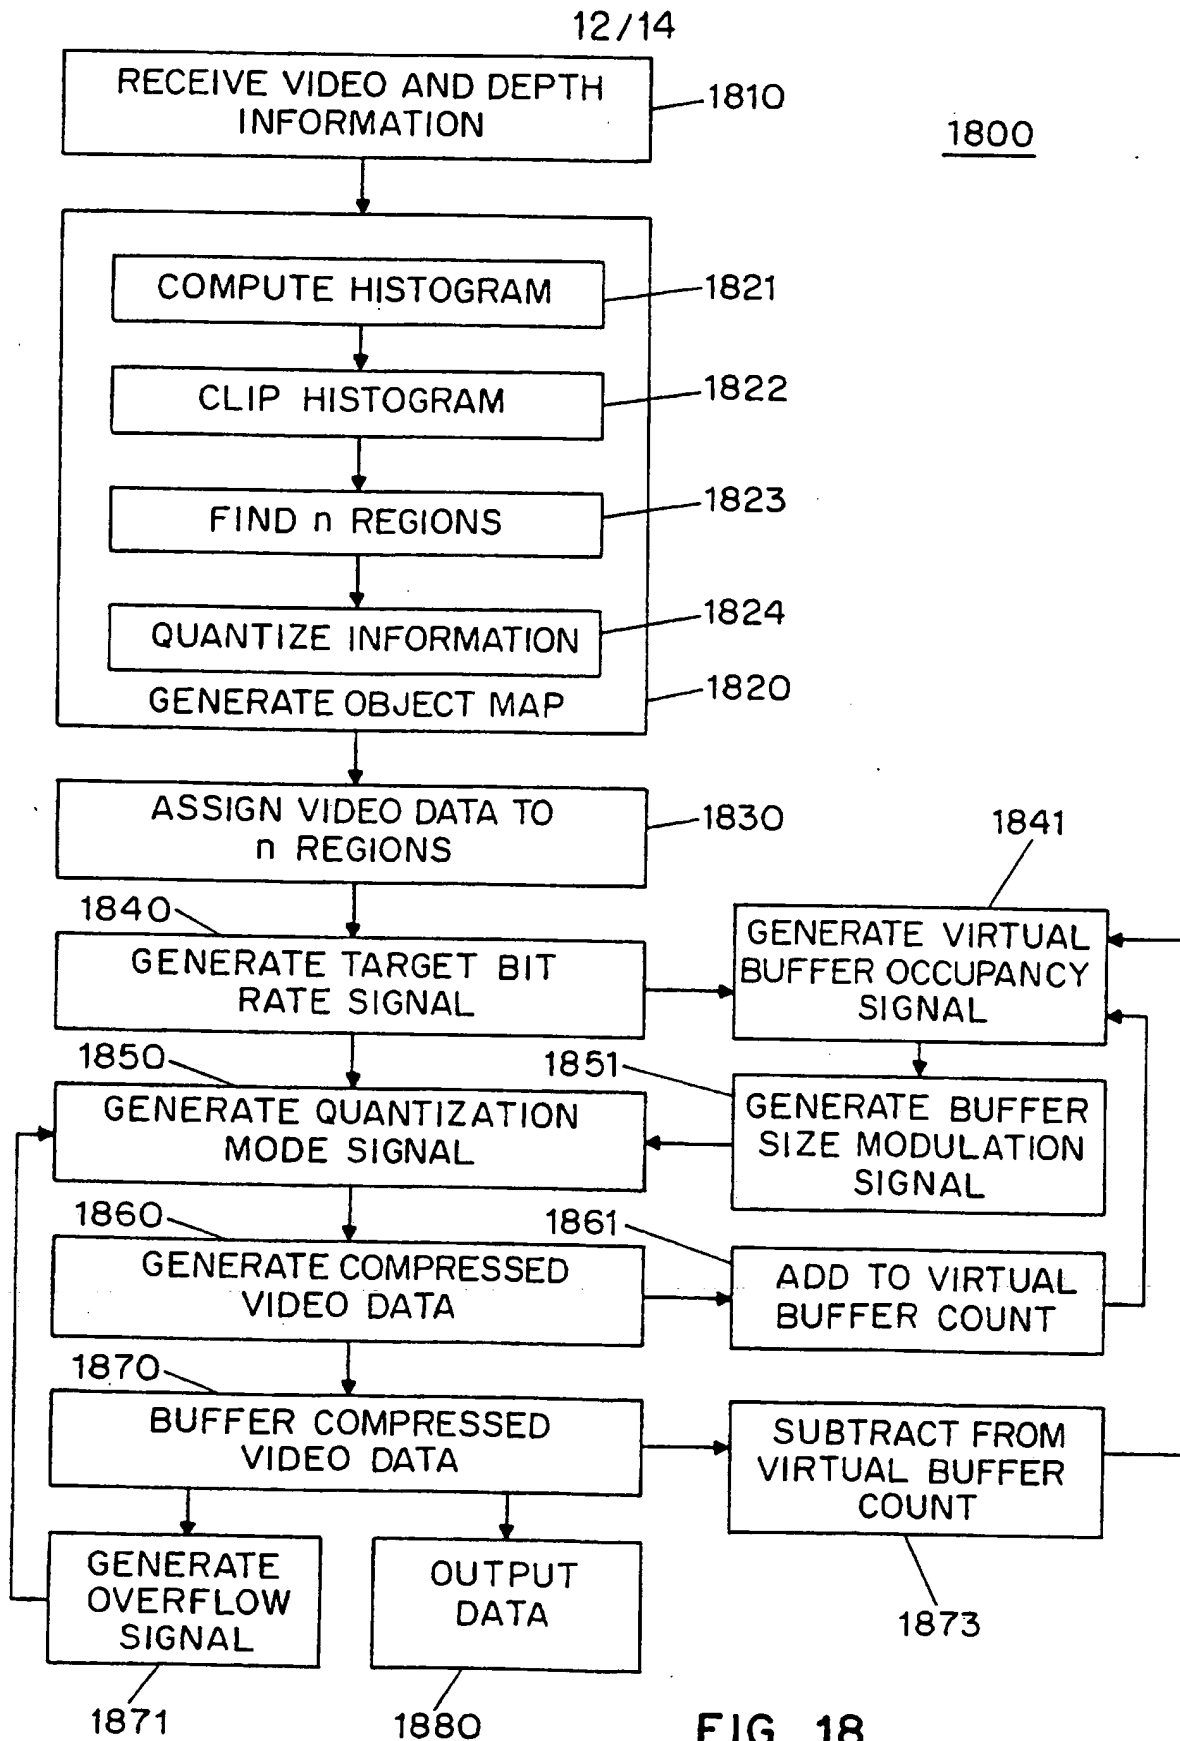 12/14
RECEIVE VIDEO AND DEPTH
INFORMATION
1810
1800
COMPUTE HISTOGRAM
1821
CLIP HISTOGRAM
1822
FIND n REGIONS
1823
QUANTIZE INFORMATION
1824
GENERATE OBJECT MAP
1820
ASSIGN VIDEO DATA TO
n REGIONS
1830
1841
1840
GENERATE TARGET BIT
RATE SIGNAL
GENERATE VIRTUAL
BUFFER OCCUPANCY
SIGNAL
1850
GENERATE QUANTIZATION
MODE SIGNAL
1851
GENERATE BUFFER
SIZE MODULATION
SIGNAL
1860
GENERATE COMPRESSED
VIDEO DATA
1861
ADD TO VIRTUAL
BUFFER COUNT
1870
BUFFER COMPRESSED
VIDEO DATA
SUBTRACT FROM
VIRTUAL BUFFER
COUNT
1873
GENERATE
OVERFLOW
SIGNAL
1871
OUTPUT
DATA
1880
FIG. 18